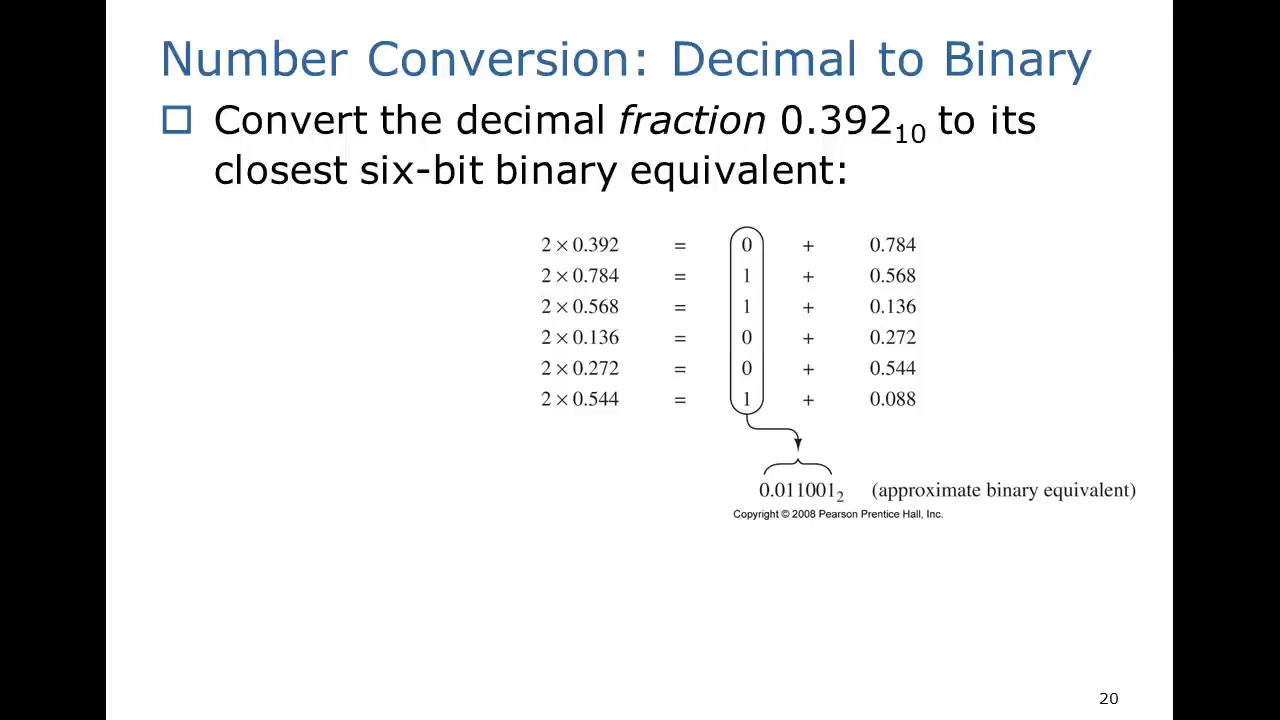 Number Conversion: Decimal to Binary
Convert the decimal fraction 0.392₁₀ to its
closest six-bit binary equivalent:
2 × 0.392 = 0 + 0.784
2 × 0.784 = 1 + 0.568
2 × 0.568 = 1 + 0.136
2 × 0.136 = 0 + 0.272
2 × 0.272 = 0 + 0.544
2 × 0.544 = 1 + 0.088
0.011001₂ (approximate binary equivalent)
Copyright © 2008 Pearson Prentice Hall, Inc.
20